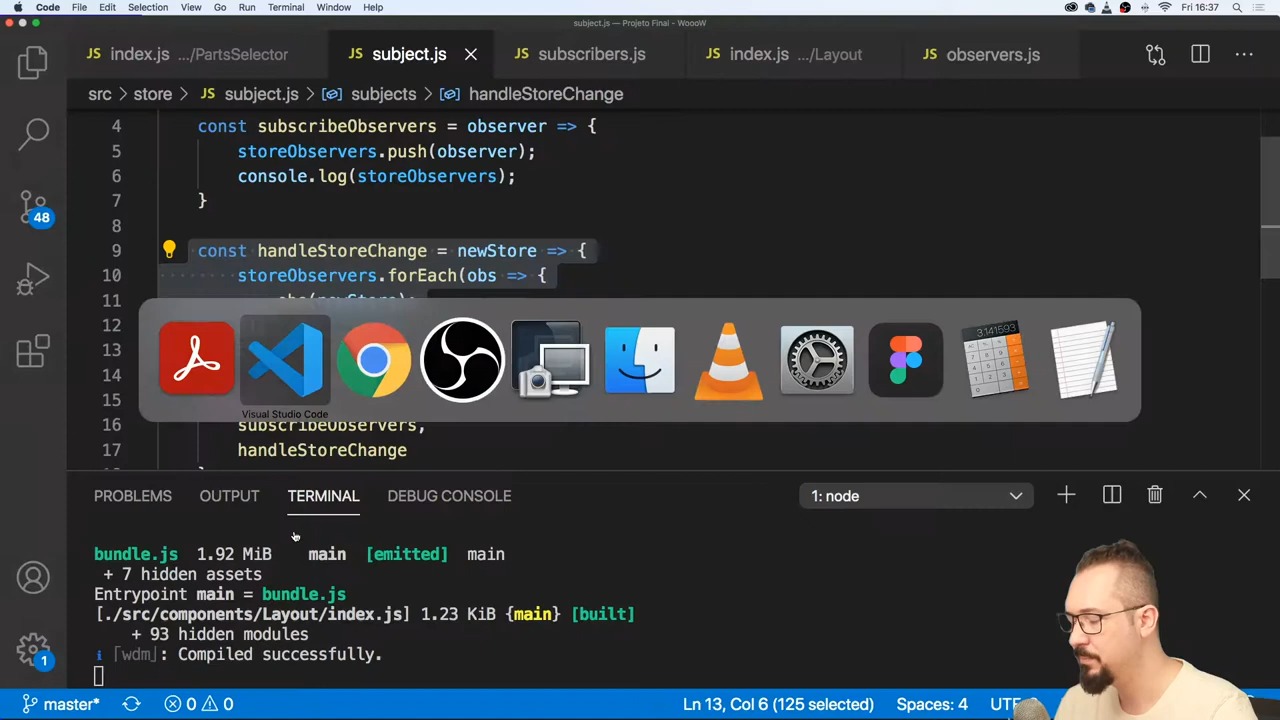 Code File Edit Selection View Go Run Terminal Window Help Fri 16:37
subject.js — Projeto Final - WoooW
JS index.js .../PartsSelector JS subject.js JS subscribers.js JS index.js .../Layout JS observers.js
src > store > JS subject.js > subjects > handleStoreChange
4 const subscribeObservers = observer => {
5 storeObservers.push(observer);
6 console.log(storeObservers);
7 }
8
48
9 const handleStoreChange = newStore => {
10 storeObservers.forEach(obs => {
11 obs(newStore);
12
13
14
3.141593
Visual Studio Code
15
16 subscribeObservers,
17 handleStoreChange
PROBLEMS OUTPUT TERMINAL DEBUG CONSOLE 1: node
bundle.js 1.92 MiB main [emitted] main
+ 7 hidden assets
Entrypoint main = bundle.js
[./src/components/Layout/index.js] 1.23 KiB {main} [built]
+ 93 hidden modules
i ｢wdm｣: Compiled successfully.
1
master* 0 0 Ln 13, Col 6 (125 selected) Spaces: 4